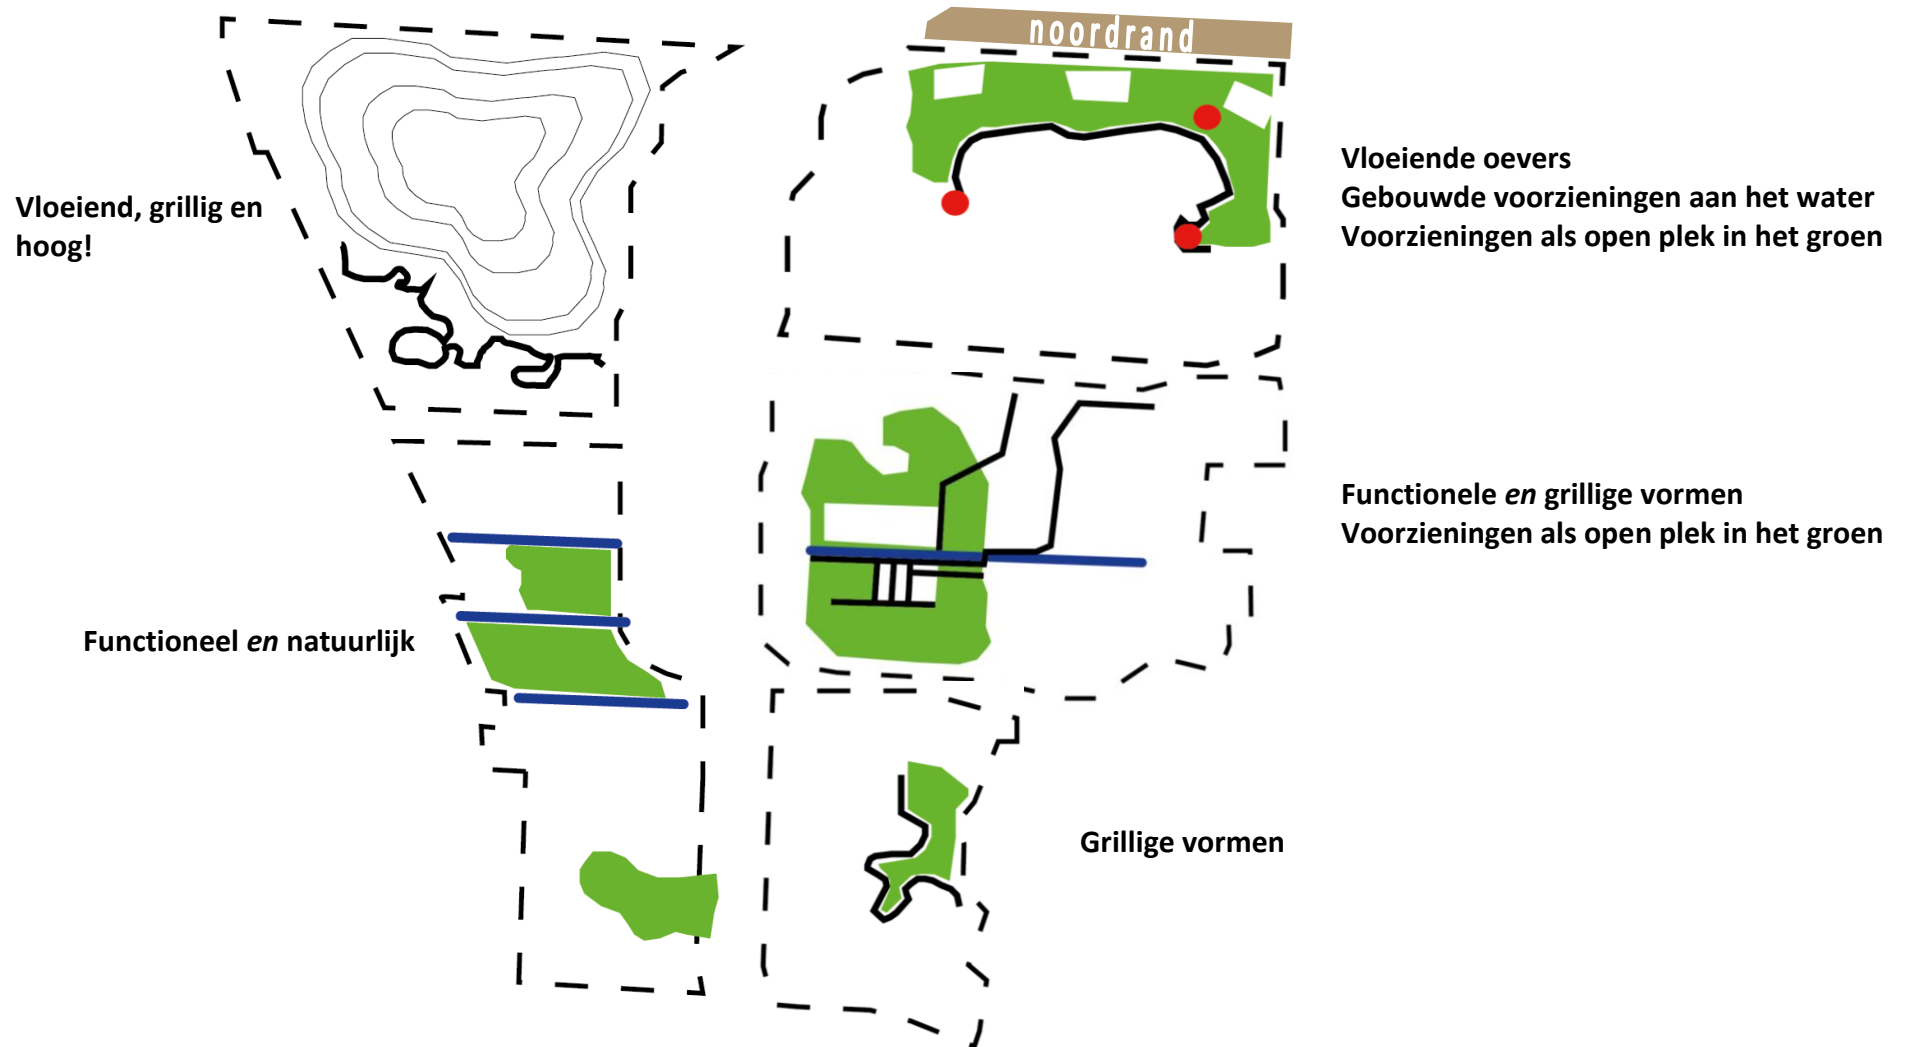 noordrand
Vloeiend, grillig en
hoog!
Vloeiende oevers
Gebouwde voorzieningen aan het water
Voorzieningen als open plek in het groen
Functionele en grillige vormen
Voorzieningen als open plek in het groen
Functioneel en natuurlijk
Grillige vormen